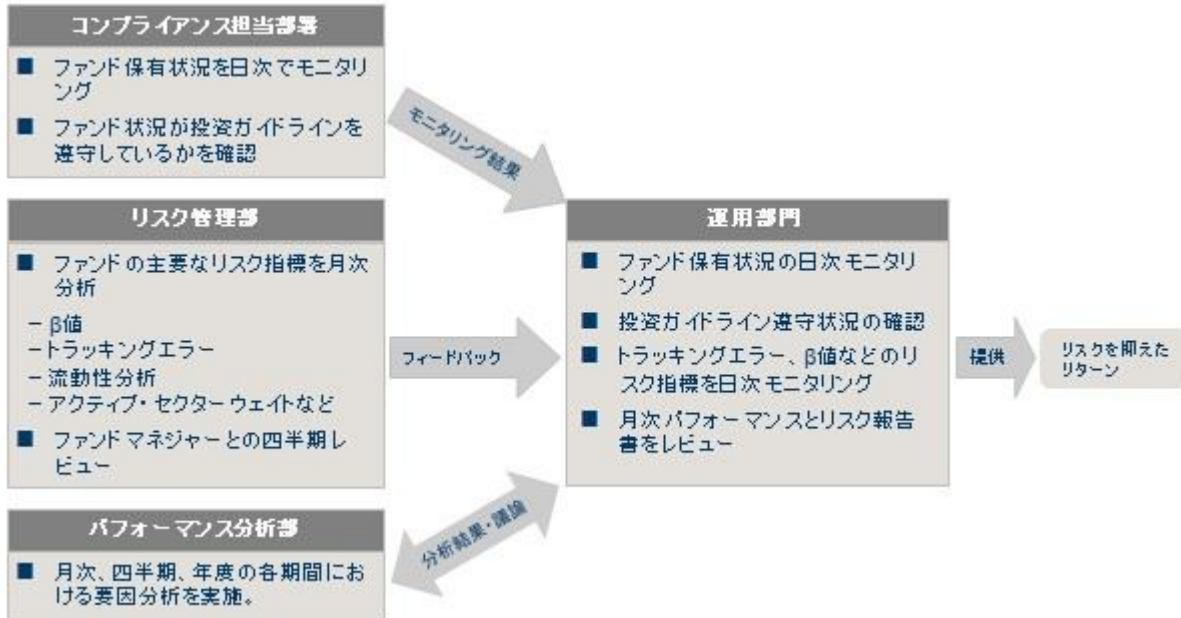 コンプライアンス担当部署
■ ファンド保有状況を日次でモニタリ
ング
■ ファンド状況が投資ガイドラインを
遵守しているかを確認
モニタリング結果
リスク管理部
■ ファンドの主要なリスク指標を月次
分析
－β値
－トラッキングエラー
－流動性分析
－アクティブ・セクターウェイトなど
■ ファンドマネジャーとの四半期レ
ビュー
フィードバック
パフォーマンス分析部
■ 月次、四半期、年度の各期間にお
ける要因分析を実施。
分析結果・議論
運用部門
■ ファンド保有状況の日次モニタリ
ング
■ 投資ガイドライン遵守状況の確認
■ トラッキングエラー、β値などのリ
スク指標を日次モニタリング
■ 月次パフォーマンスとリスク報告
書をレビュー
提供
リスクを抑えた
リターン